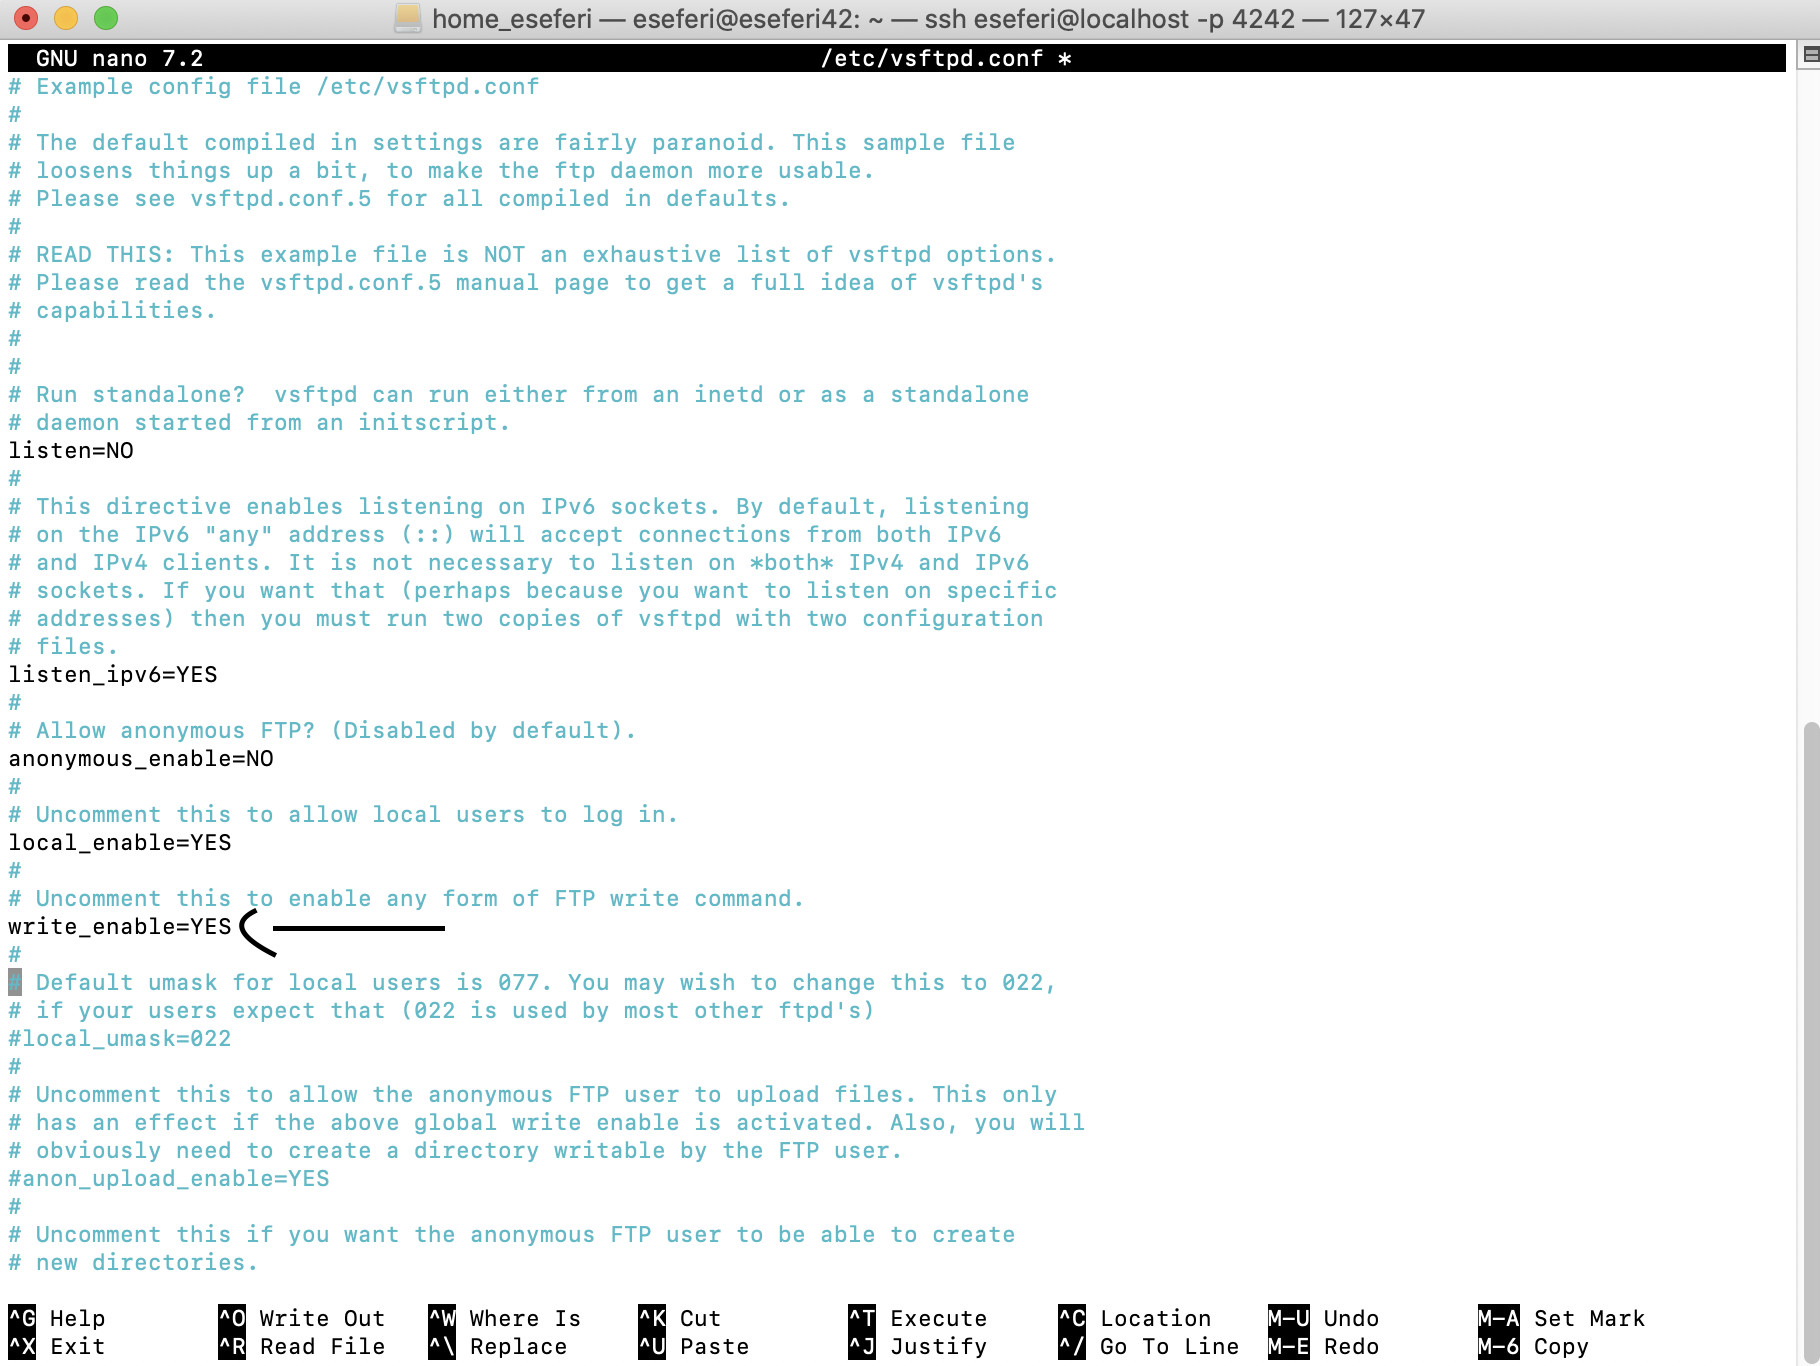 home_eseferi — eseferi@eseferi42: ~ — ssh eseferi@localhost -p 4242 — 127×47
GNU nano 7.2 /etc/vsftpd.conf *
# Example config file /etc/vsftpd.conf
#
# The default compiled in settings are fairly paranoid. This sample file
# loosens things up a bit, to make the ftp daemon more usable.
# Please see vsftpd.conf.5 for all compiled in defaults.
#
# READ THIS: This example file is NOT an exhaustive list of vsftpd options.
# Please read the vsftpd.conf.5 manual page to get a full idea of vsftpd's
# capabilities.
#
#
# Run standalone?  vsftpd can run either from an inetd or as a standalone
# daemon started from an initscript.
listen=NO
#
# This directive enables listening on IPv6 sockets. By default, listening
# on the IPv6 "any" address (::) will accept connections from both IPv6
# and IPv4 clients. It is not necessary to listen on *both* IPv4 and IPv6
# sockets. If you want that (perhaps because you want to listen on specific
# addresses) then you must run two copies of vsftpd with two configuration
# files.
listen_ipv6=YES
#
# Allow anonymous FTP? (Disabled by default).
anonymous_enable=NO
#
# Uncomment this to allow local users to log in.
local_enable=YES
#
# Uncomment this to enable any form of FTP write command.
write_enable=YES
#
# Default umask for local users is 077. You may wish to change this to 022,
# if your users expect that (022 is used by most other ftpd's)
#local_umask=022
#
# Uncomment this to allow the anonymous FTP user to upload files. This only
# has an effect if the above global write enable is activated. Also, you will
# obviously need to create a directory writable by the FTP user.
#anon_upload_enable=YES
#
# Uncomment this if you want the anonymous FTP user to be able to create
# new directories.
^G Help ^O Write Out ^W Where Is ^K Cut ^T Execute ^C Location M-U Undo M-A Set Mark
^X Exit ^R Read File ^\ Replace ^U Paste ^J Justify ^/ Go To Line M-E Redo M-6 Copy